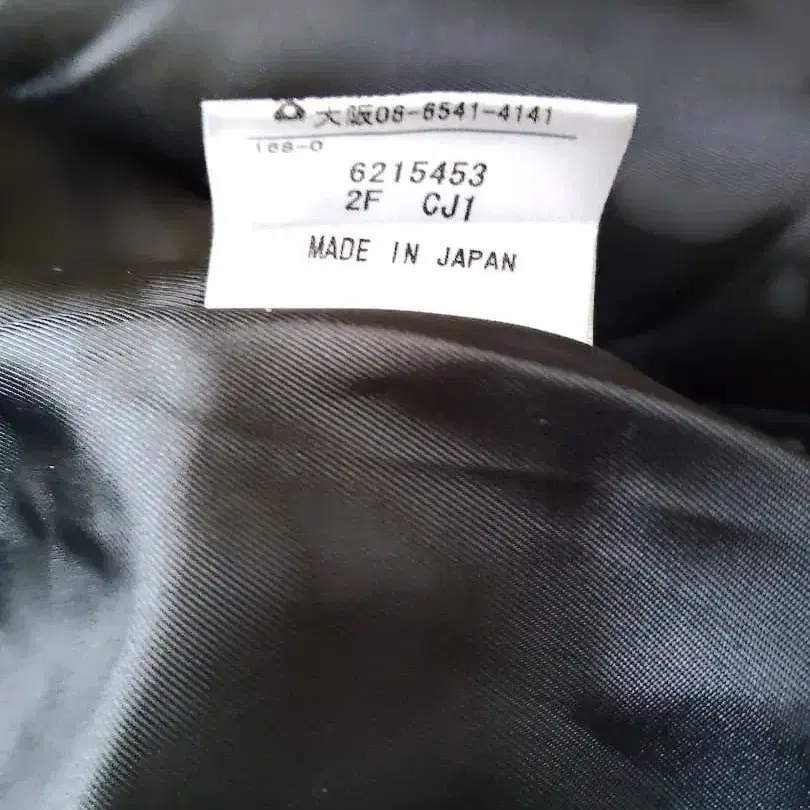 大阪06-6541-4141
168-0
6215453
2F CJ1
MADE IN JAPAN